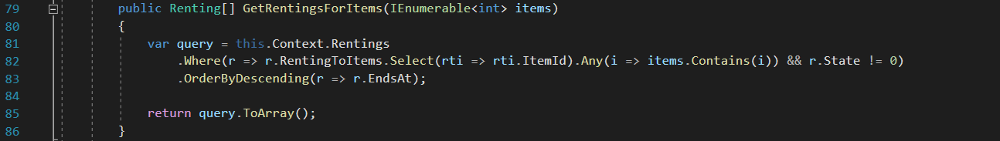 79 public Renting[] GetRentingsForItems(IEnumerable<int> items)
80 {
81 var query = this.Context.Rentings
82 .Where(r => r.RentingToItems.Select(rti => rti.ItemId).Any(i => items.Contains(i)) && r.State != 0)
83 .OrderByDescending(r => r.EndsAt);
84
85 return query.ToArray();
86 }